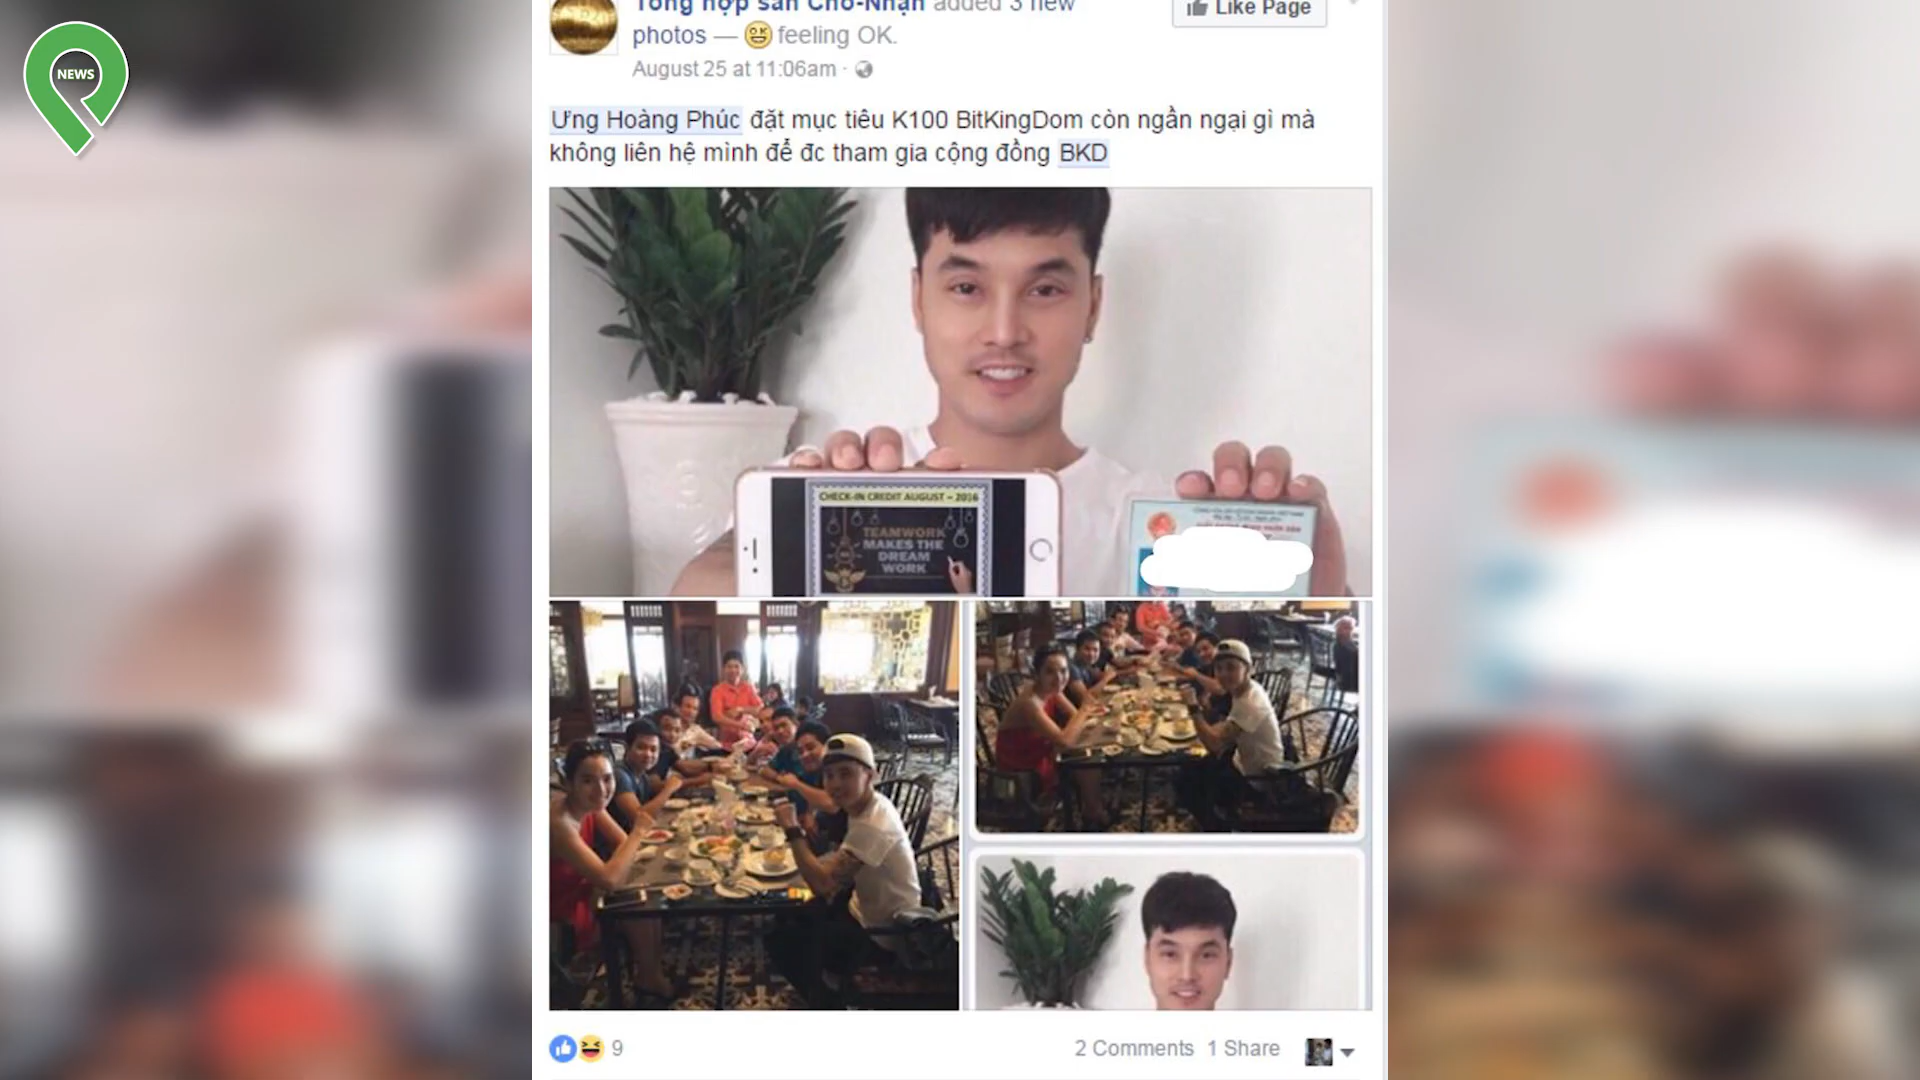 Tổng hợp sàn Cho-Nhận added 3 new
Like Page
photos — feeling OK.
August 25 at 11:06am ·
NEWS
Ưng Hoàng Phúc đặt mục tiêu K100 BitKingDom còn ngần ngại gì mà
không liên hệ mình để đc tham gia cộng đồng BKD
CHECK-IN CREDIT AUGUST – 2016
TEAMWORK
MAKES THE
DREAM
WORK
9
2 Comments 1 Share